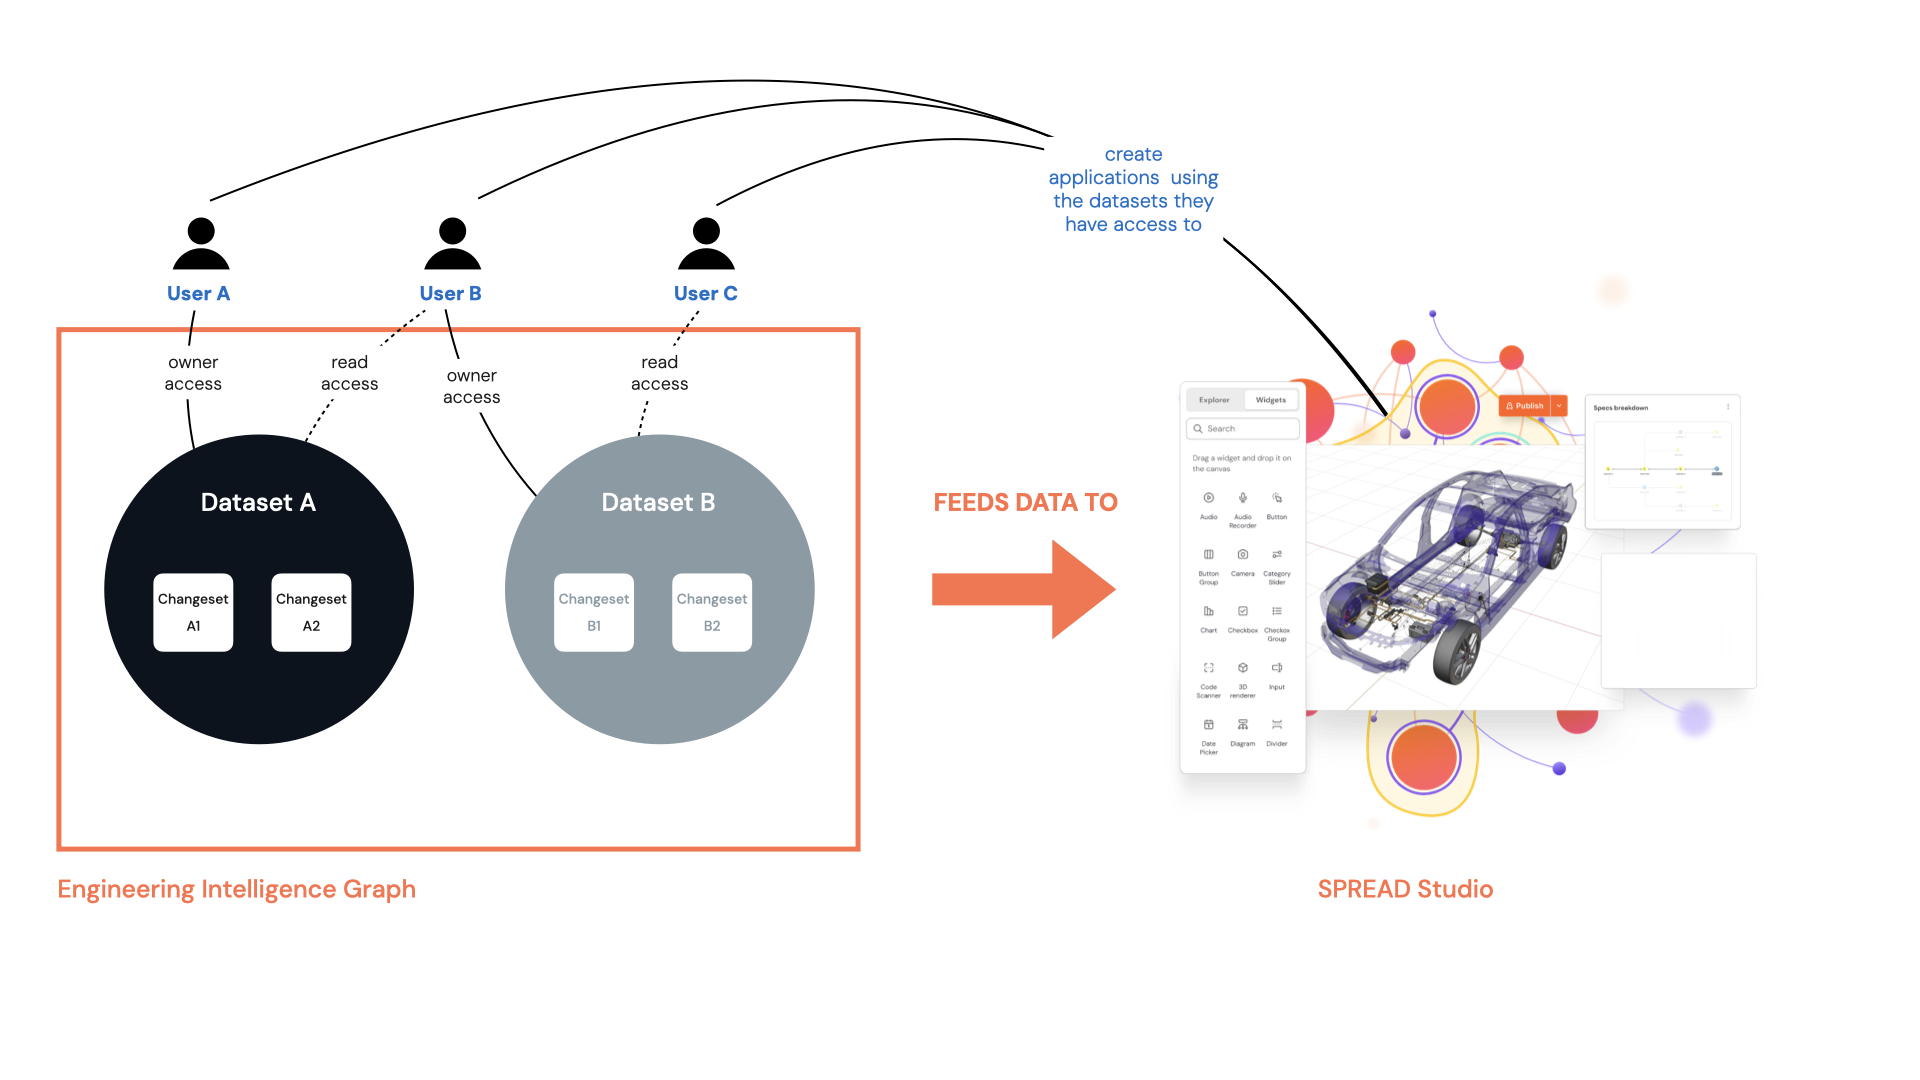 create
applications  using
the datasets they
have access to
User A
User B
User C
owner
access
read
access
owner
access
read
access
Dataset A
Changeset
A1
Changeset
A2
Dataset B
Changeset
B1
Changeset
B2
FEEDS DATA TO
Explorer
Widgets
Search
Drag a widget and drop it on
the canvas
Audio
Audio
Recorder
Button
Button
Group
Camera
Category
Slider
Chart
Checkbox
Checkox
Group
Code
Scanner
3D
renderer
Input
Date
Picker
Diagram
Divider
Publish
Specs breakdown
Engineering Intelligence Graph
SPREAD Studio